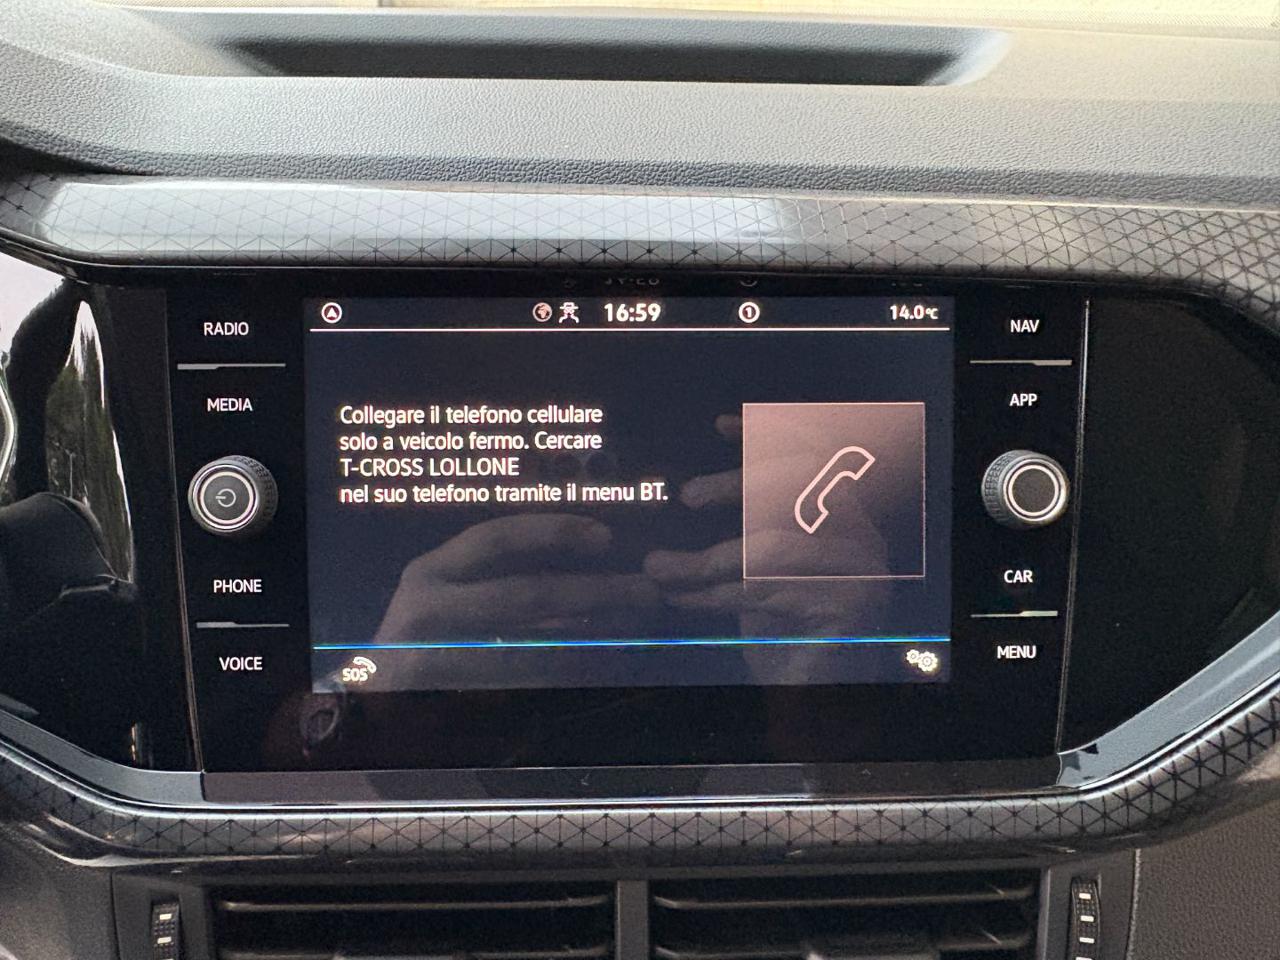 RADIO
MEDIA
PHONE
VOICE
16:59
1
14.0°C
Collegare il telefono cellulare
solo a veicolo fermo. Cercare
T-CROSS LOLLONE
nel suo telefono tramite il menu BT.
SOS
NAV
APP
CAR
MENU